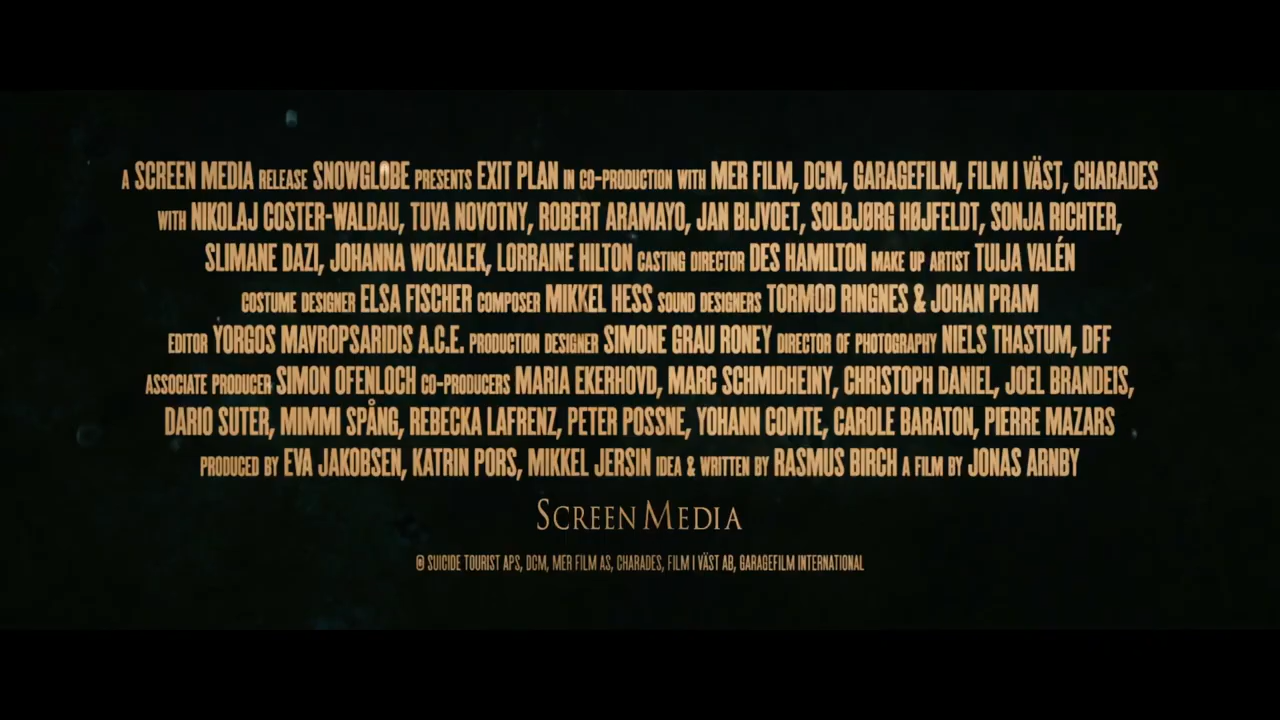 A SCREEN MEDIA RELEASE SNOWGLOBE PRESENTS EXIT PLAN IN CO-PRODUCTION WITH MER FILM, DCM, GARAGEFILM, FILM I VÄST, CHARADES
WITH NIKOLAJ COSTER-WALDAU, TUVA NOVOTNY, ROBERT ARAMAYO, JAN BIJVOET, SOLBJØRG HØJFELDT, SONJA RICHTER,
SLIMANE DAZI, JOHANNA WOKALEK, LORRAINE HILTON CASTING DIRECTOR DES HAMILTON MAKE UP ARTIST TUIJA VALÉN
COSTUME DESIGNER ELSA FISCHER COMPOSER MIKKEL HESS SOUND DESIGNERS TORMOD RINGNES & JOHAN PRAM
EDITOR YORGOS MAVROPSARIDIS A.C.E. PRODUCTION DESIGNER SIMONE GRAU RONEY DIRECTOR OF PHOTOGRAPHY NIELS THASTUM, DFF
ASSOCIATE PRODUCER SIMON OFENLOCH CO-PRODUCERS MARIA EKERHOVD, MARC SCHMIDHEINY, CHRISTOPH DANIEL, JOEL BRANDEIS,
DARIO SUTER, MIMMI SPÅNG, REBECKA LAFRENZ, PETER POSSNE, YOHANN COMTE, CAROLE BARATON, PIERRE MAZARS
PRODUCED BY EVA JAKOBSEN, KATRIN PORS, MIKKEL JERSIN IDEA & WRITTEN BY RASMUS BIRCH A FILM BY JONAS ARNBY
SCREEN MEDIA
© SUICIDE TOURIST APS, DCM, MER FILM AS, CHARADES, FILM I VÄST AB, GARAGEFILM INTERNATIONAL